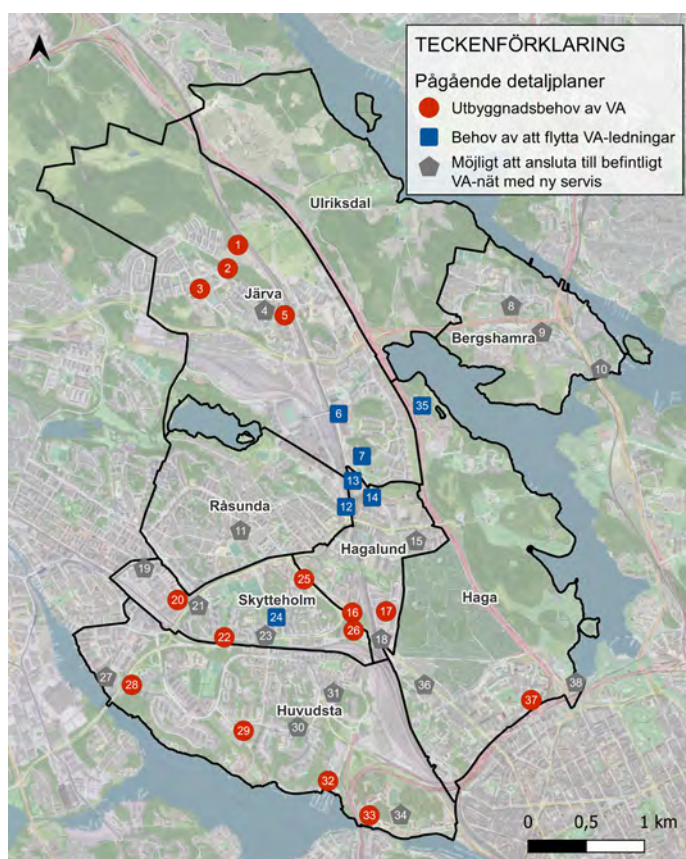 TECKENFÖRKLARING
Pågående detaljplaner
Utbyggnadsbehov av VA
Behov av att flytta VA-ledningar
Möjligt att ansluta till befintligt
VA-nät med ny servis
Ulriksdal
1
2
3
Järva
4
5
8
9
Bergshamra
10
6
35
7
13
14
12
Råsunda
11
Hagalund
15
19
25
20
21
Skytteholm
24
16
17
Haga
22
23
26
18
27
28
31
36
38
37
Huvudsta
30
29
32
33
34
0
0,5
1 km